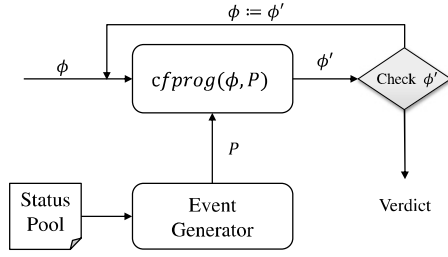 ϕ ≔ ϕ′
ϕ
cfprog(ϕ, P)
ϕ′
Check ϕ′
P
Status
Pool
Event
Generator
Verdict